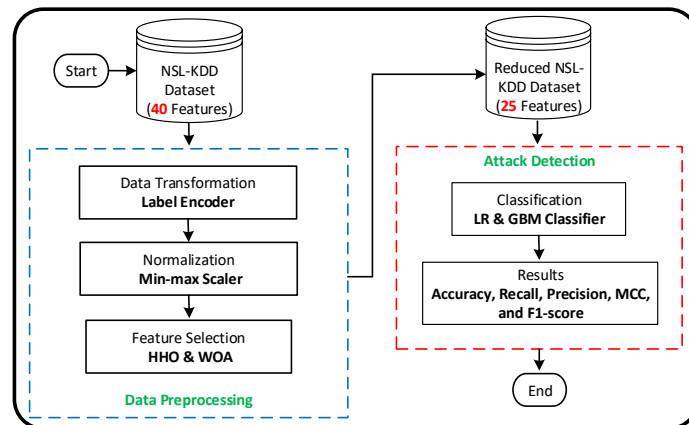 Start
NSL-KDD
Dataset
(40 Features)
Data Transformation
Label Encoder
Normalization
Min-max Scaler
Feature Selection
HHO & WOA
Data Preprocessing
Reduced NSL-
KDD Dataset
(25 Features)
Attack Detection
Classification
LR & GBM Classifier
Results
Accuracy, Recall, Precision, MCC,
and F1-score
End